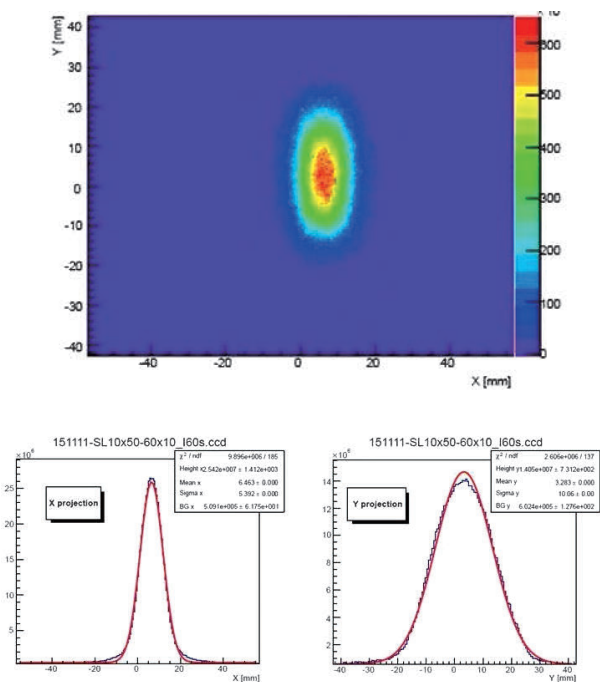 Y [mm]
40
30
20
10
0
-10
-20
-30
-40
-40 -20 0 20 40
X [mm]
600
500
400
300
200
100
0
151111-SL10x50-60x10_I60s.ccd
×10⁶
χ² / ndf 9.896e+006 / 185
Height x2.542e+007 ± 1.412e+003
Mean x 6.463 ± 0.000
Sigma x 5.392 ± 0.000
BG x 5.091e+005 ± 6.175e+001
X projection
25
20
15
10
5
-40 -20 0 20 40
X [mm]
151111-SL10x50-60x10_I60s.ccd
×10⁶
χ² / ndf 2.606e+006 / 137
Height y1.405e+007 ± 7.312e+002
Mean y 3.283 ± 0.000
Sigma y 10.06 ± 0.00
BG y 6.024e+005 ± 1.276e+002
Y projection
14
12
10
8
6
4
2
-40 -30 -20 -10 0 10 20 30 40
Y [mm]